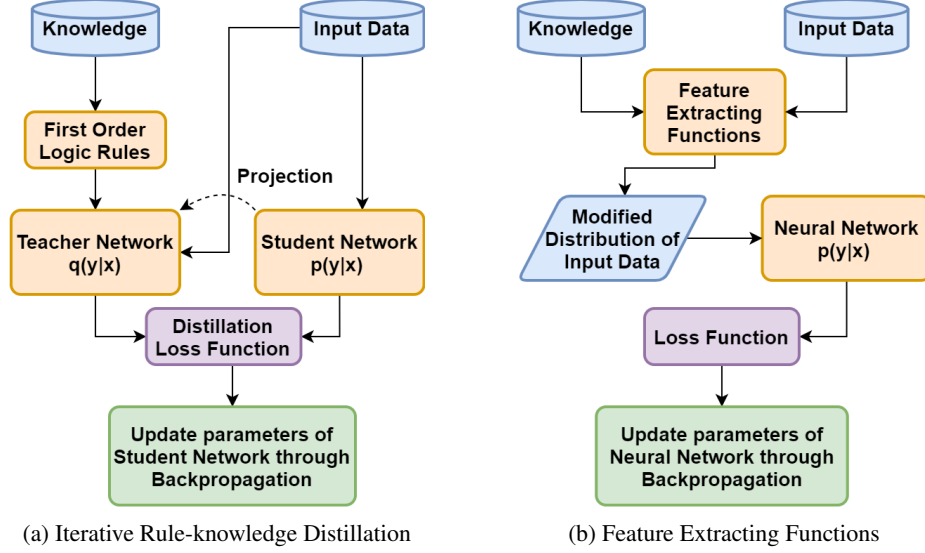 Knowledge
Input Data
First Order
Logic Rules
Projection
Teacher Network
q(y|x)
Student Network
p(y|x)
Distillation
Loss Function
Update parameters of
Student Network through
Backpropagation
(a) Iterative Rule-knowledge Distillation
Knowledge
Input Data
Feature
Extracting
Functions
Modified
Distribution of
Input Data
Neural Network
p(y|x)
Loss Function
Update parameters of
Neural Network through
Backpropagation
(b) Feature Extracting Functions